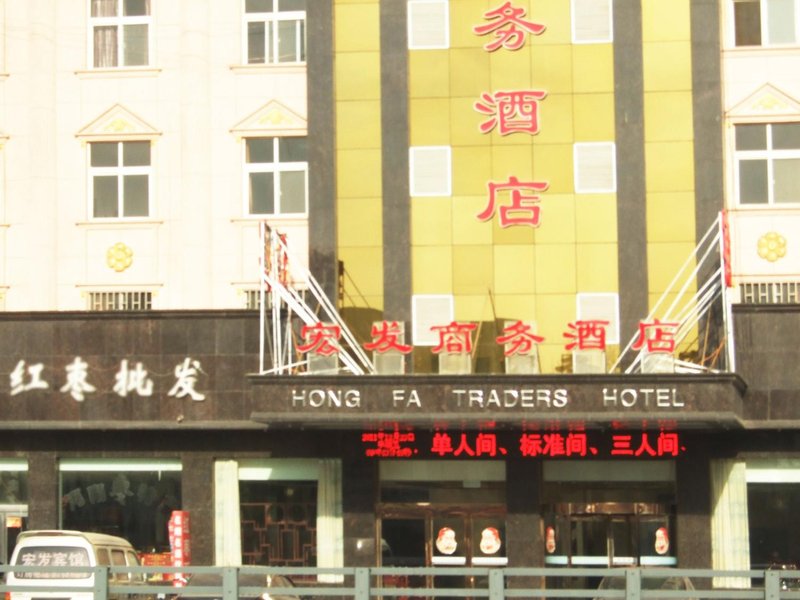 务酒店
宏发商务酒店
HONG FA TRADERS HOTEL
红枣批发
单人间、标准间、三人间
宏发宾馆